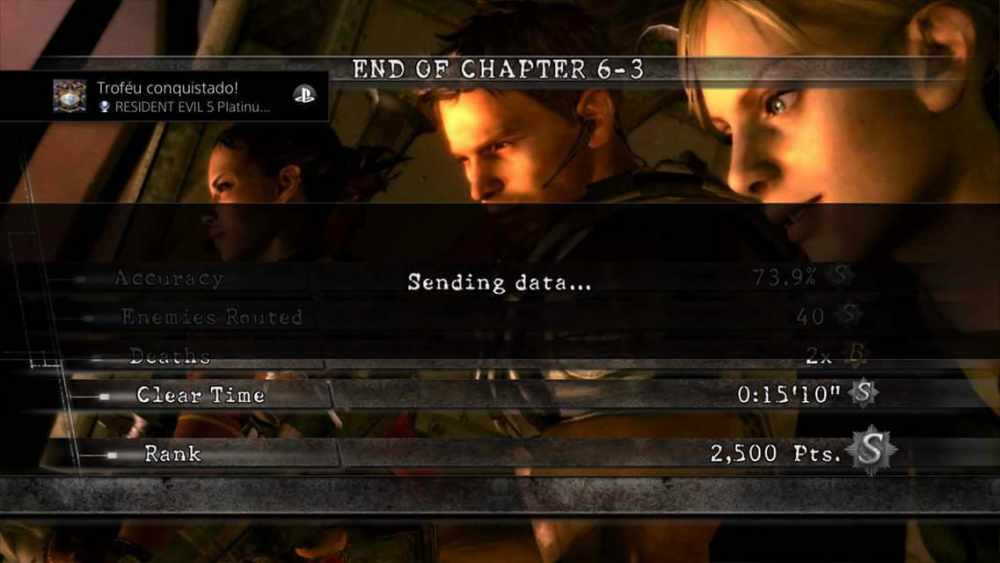 END OF CHAPTER 6-3
Troféu conquistado!
RESIDENT EVIL 5 Platinu...
Accuracy 73.9% S
Sending data...
Enemies Routed 40 S
Deaths 2x B
Clear Time 0:15'10" S
Rank 2,500 Pts. S